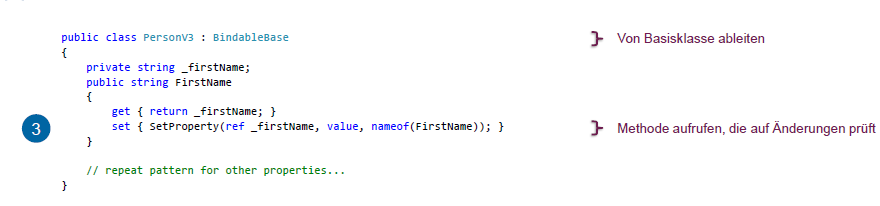 public class PersonV3 : BindableBase } Von Basisklasse ableiten
{
private string _firstName;
public string FirstName
{
get { return _firstName; }
3 set { SetProperty(ref _firstName, value, nameof(FirstName)); } } Methode aufrufen, die auf Änderungen prüft
}
// repeat pattern for other properties...
}